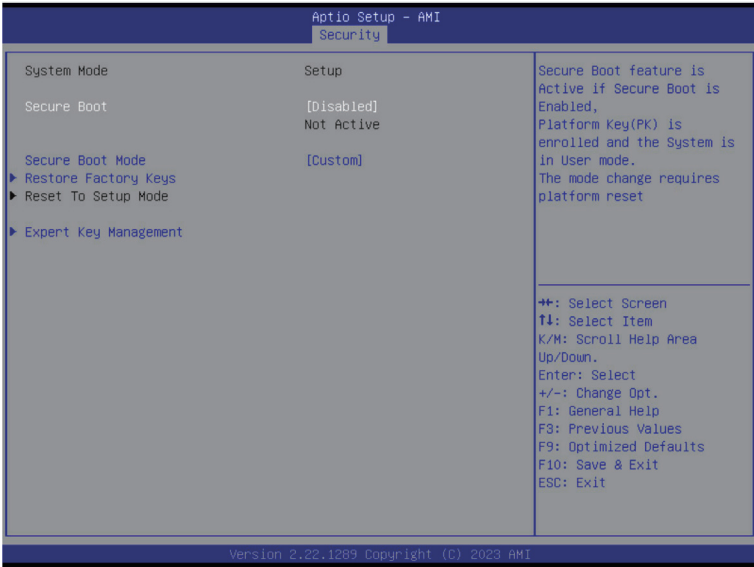 Aptio Setup - AMI
Security
System Mode Setup
Secure Boot [Disabled]
Not Active
Secure Boot Mode [Custom]
Restore Factory Keys
Reset To Setup Mode
Expert Key Management
Secure Boot feature is
Active if Secure Boot is
Enabled,
Platform Key(PK) is
enrolled and the System is
in User mode.
The mode change requires
platform reset
→←: Select Screen
↑↓: Select Item
K/M: Scroll Help Area
Up/Down.
Enter: Select
+/-: Change Opt.
F1: General Help
F3: Previous Values
F9: Optimized Defaults
F10: Save & Exit
ESC: Exit
Version 2.22.1289 Copyright (C) 2023 AMI